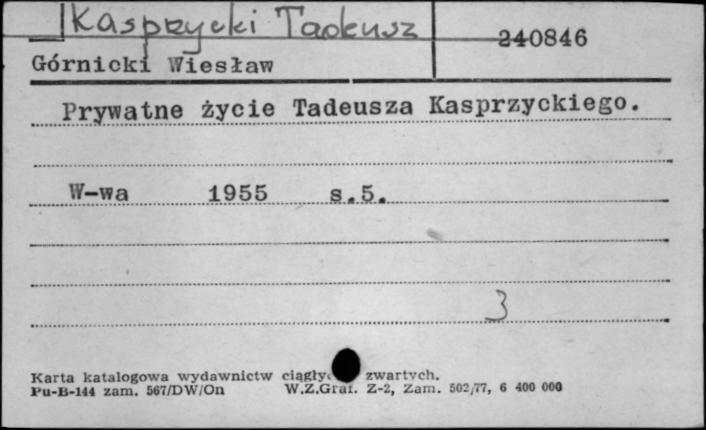 Kasprzycki Tadeusz
240846
Górnicki Wiesław
Prywatne życie Tadeusza Kasprzyckiego.
W-wa 1955 s.5.
3
Karta katalogowa wydawnictw zwartych.
Pu-B-144 zam. 567/DW/On W.Z.Graf. Z-2, Zam. 502/77, 6 400 000